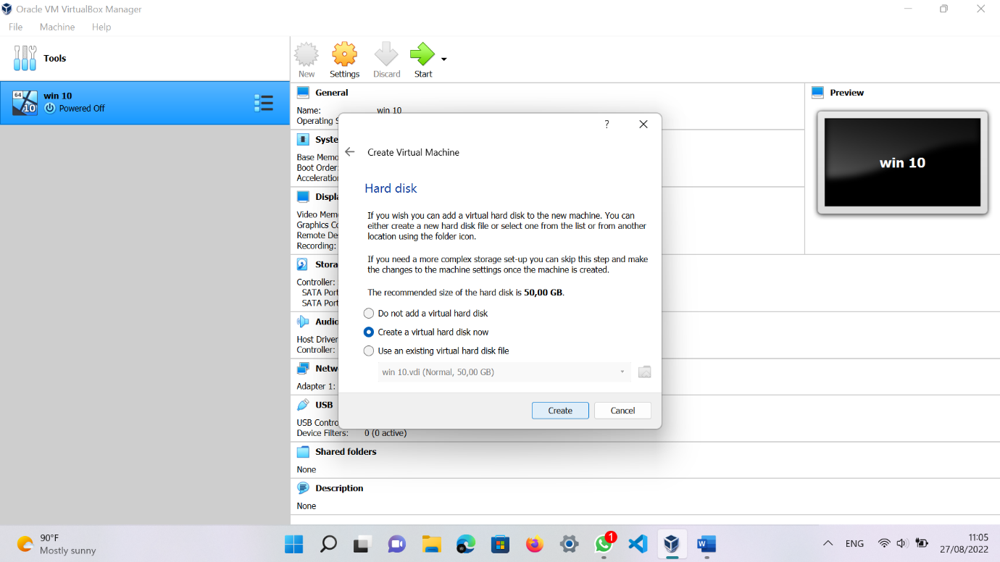 Oracle VM VirtualBox Manager
File Machine Help
Tools
New Settings Discard Start
64 10 win 10
Powered Off
General
Name: win 10
Operating S
Syste
Base Memo
Boot Order:
Acceleration
Displa
Video Mem
Graphics Co
Remote De
Recording:
Stora
Controller:
SATA Port
SATA Port
Audio
Host Driver
Controller:
Netw
Adapter 1:
USB
USB Contro
Device Filters: 0 (0 active)
Shared folders
None
Description
None
Preview
win 10
?
Create Virtual Machine
Hard disk
If you wish you can add a virtual hard disk to the new machine. You can
either create a new hard disk file or select one from the list or from another
location using the folder icon.
If you need a more complex storage set-up you can skip this step and make
the changes to the machine settings once the machine is created.
The recommended size of the hard disk is 50,00 GB.
Do not add a virtual hard disk
Create a virtual hard disk now
Use an existing virtual hard disk file
win 10.vdi (Normal, 50,00 GB)
Create Cancel
90°F
Mostly sunny
1
W
ENG
11:05
27/08/2022